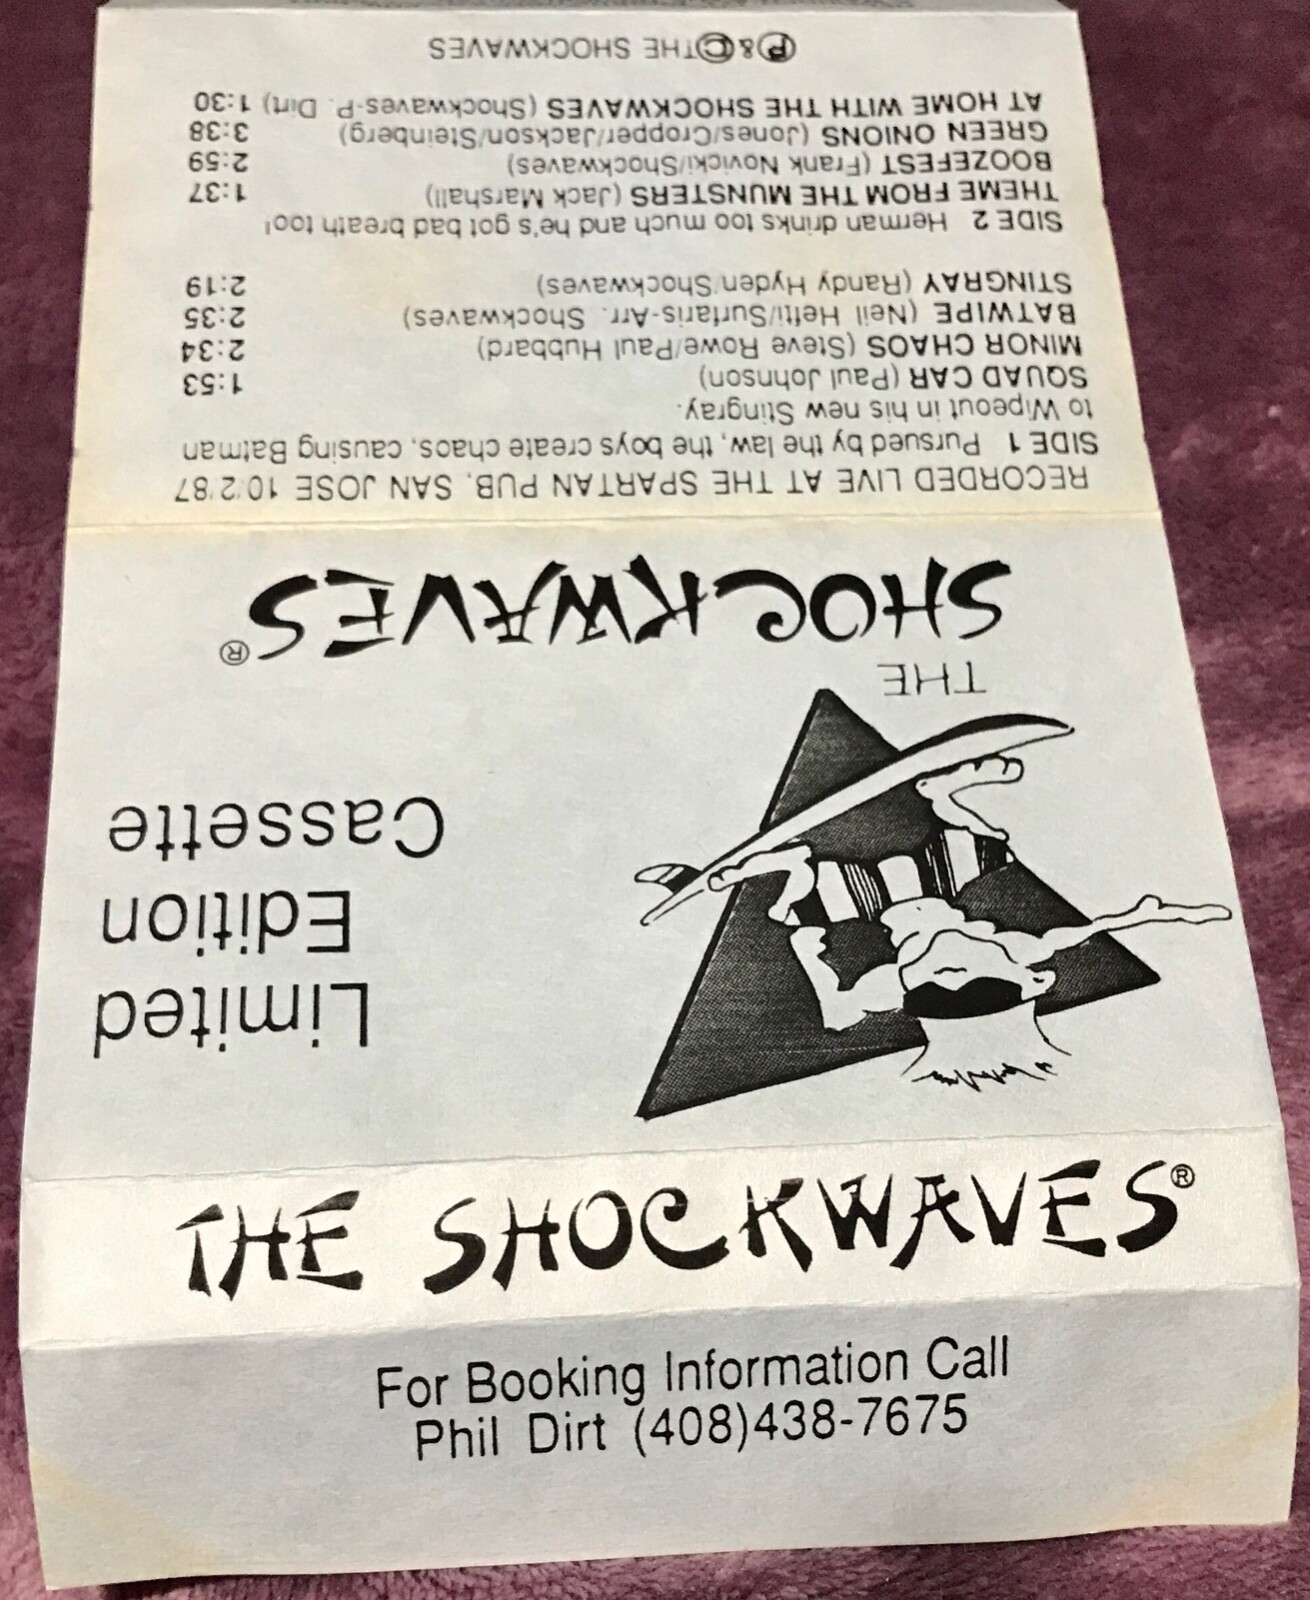 For Booking Information Call
Phil Dirt (408)438-7675
THE SHOCKWAVES®
Limited
Edition
Cassette
THE
SHOCKWAVES®
RECORDED LIVE AT THE SPARTAN PUB, SAN JOSE 10/2/87
SIDE 1 Pursued by the law, the boys create chaos, causing Batman
to Wipeout in his new Stingray.
SQUAD CAR (Paul Johnson) 1:53
MINOR CHAOS (Steve Rowe/Paul Hubbard) 2:34
BATWIPE (Neil Hefti/Surfaris-Arr. Shockwaves) 2:35
STINGRAY (Randy Hyden/Shockwaves) 2:19
SIDE 2 Herman drinks too much and he's got bad breath too!
THEME FROM THE MUNSTERS (Jack Marshall) 1:37
BOOZEFEST (Frank Novicki/Shockwaves) 2:59
GREEN ONIONS (Jones/Cropper/Jackson/Steinberg) 3:38
AT HOME WITH THE SHOCKWAVES (Shockwaves-P. Dirt) 1:30
Ⓟ&©THE SHOCKWAVES